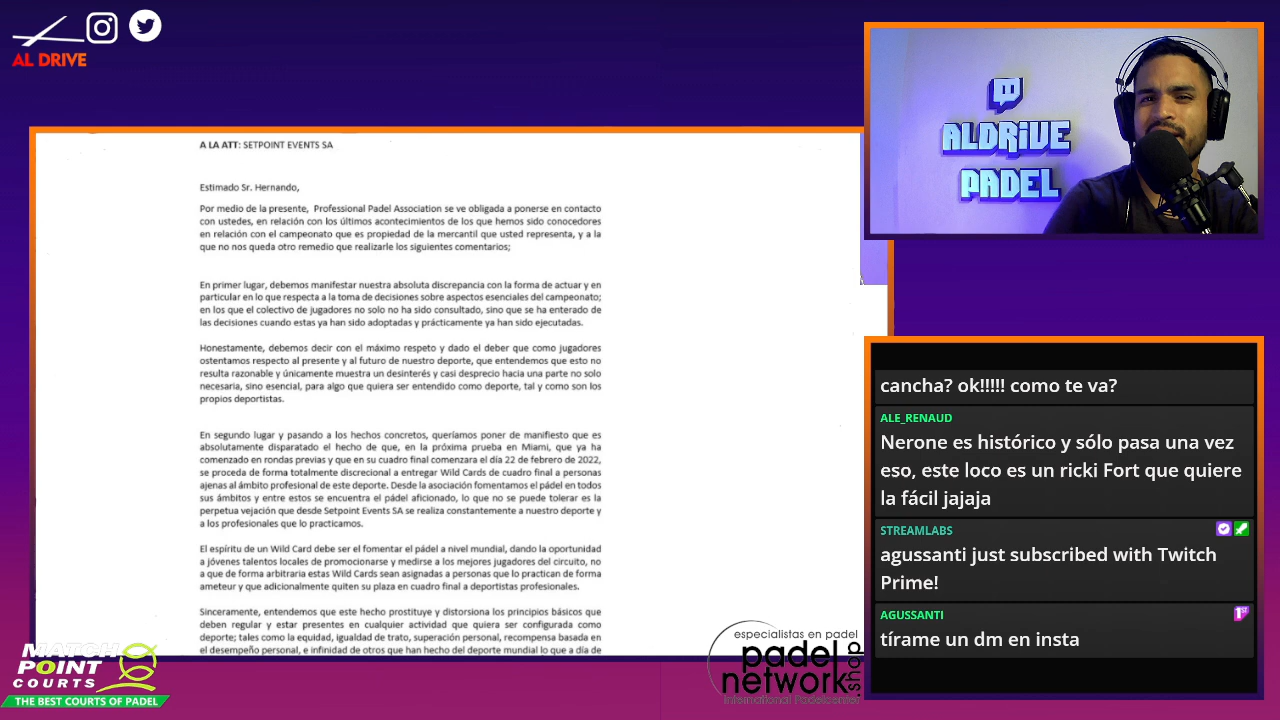 AL DRIVE
A LA ATT: SETPOINT EVENTS SA
Estimado Sr. Hernando,
Por medio de la presente, Professional Padel Association se ve obligada a ponerse en contacto
con ustedes, en relación con los últimos acontecimientos de los que hemos sido conocedores
en relación con el campeonato que es propiedad de la mercantil que usted representa, y a la
que no nos queda otro remedio que realizarle los siguientes comentarios;
En primer lugar, debemos manifestar nuestra absoluta discrepancia con la forma de actuar y en
particular en lo que respecta a la toma de decisiones sobre aspectos esenciales del campeonato;
en los que el colectivo de jugadores no solo no ha sido consultado, sino que se ha enterado de
las decisiones cuando estas ya han sido adoptadas y prácticamente ya han sido ejecutadas.
Honestamente, debemos decir con el máximo respeto y dado el deber que como jugadores
ostentamos respecto al presente y al futuro de nuestro deporte, que entendemos que esto no
resulta razonable y únicamente muestra un desinterés y casi desprecio hacia una parte no solo
necesaria, sino esencial, para algo que quiera ser entendido como deporte, tal y como son los
propios deportistas.
En segundo lugar y pasando a los hechos concretos, queríamos poner de manifiesto que es
absolutamente disparatado el hecho de que, en la próxima prueba en Miami, que ya ha
comenzado en rondas previas y que en su cuadro final comenzara el día 22 de febrero de 2022,
se proceda de forma totalmente discrecional a entregar Wild Cards de cuadro final a personas
ajenas al ámbito profesional de este deporte. Desde la asociación fomentamos el pádel en todos
sus ámbitos y entre estos se encuentra el pádel aficionado, lo que no se puede tolerar es la
perpetua vejación que desde Setpoint Events SA se realiza constantemente a nuestro deporte y
a los profesionales que lo practicamos.
El espíritu de un Wild Card debe ser el fomentar el pádel a nivel mundial, dando la oportunidad
a jóvenes talentos locales de promocionarse y medirse a los mejores jugadores del circuito, no
a que de forma arbitraria estas Wild Cards sean asignadas a personas que lo practican de forma
ameteur y que adicionalmente quiten su plaza en cuadro final a deportistas profesionales.
Sinceramente, entendemos que este hecho prostituye y distorsiona los principios básicos que
deben regular y estar presentes en cualquier actividad que quiera ser configurada como
deporte; tales como la equidad, igualdad de trato, superación personal, recompensa basada en
el desempeño personal, e infinidad de otros que han hecho del deporte mundial lo que a día de
ALDRIVE
PADEL
cancha? ok!!!!! como te va?
ALE_RENAUD
Nerone es histórico y sólo pasa una vez
eso, este loco es un ricki Fort que quiere
la fácil jajaja
STREAMLABS
agussanti just subscribed with Twitch
Prime!
AGUSSANTI
1ST
tírame un dm en insta
MATCH
POINT
COURTS
THE BEST COURTS OF PADEL
especialistas en padel
padel
network
.shop
International Padelcenter